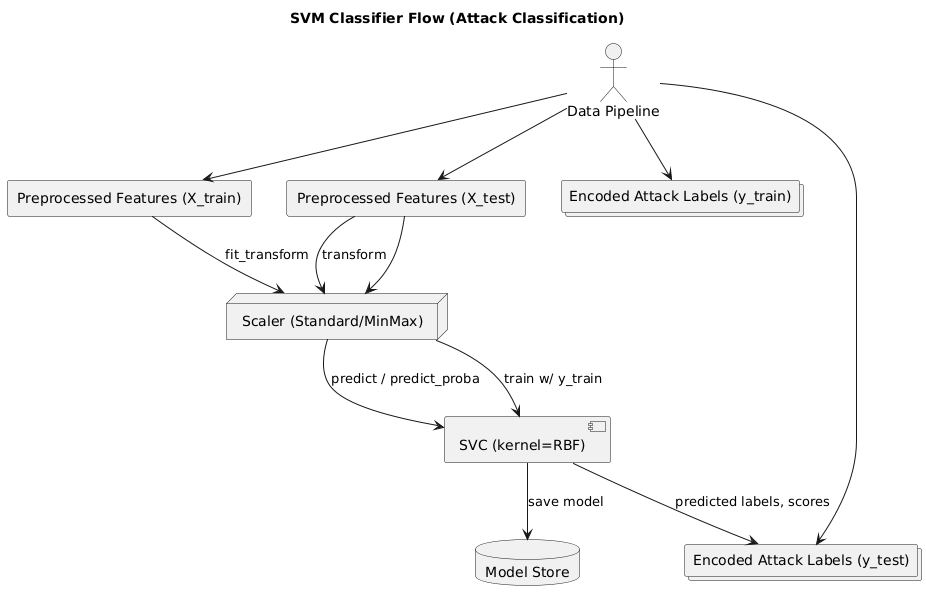 SVM Classifier Flow (Attack Classification)
Data Pipeline
Preprocessed Features (X_train)
Preprocessed Features (X_test)
Encoded Attack Labels (y_train)
fit_transform
transform
Scaler (Standard/MinMax)
predict / predict_proba
train w/ y_train
SVC (kernel=RBF)
save model
predicted labels, scores
Model Store
Encoded Attack Labels (y_test)